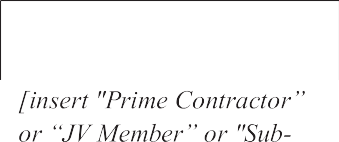 [insert "Prime Contractor”
or “JV Member” or "Sub-